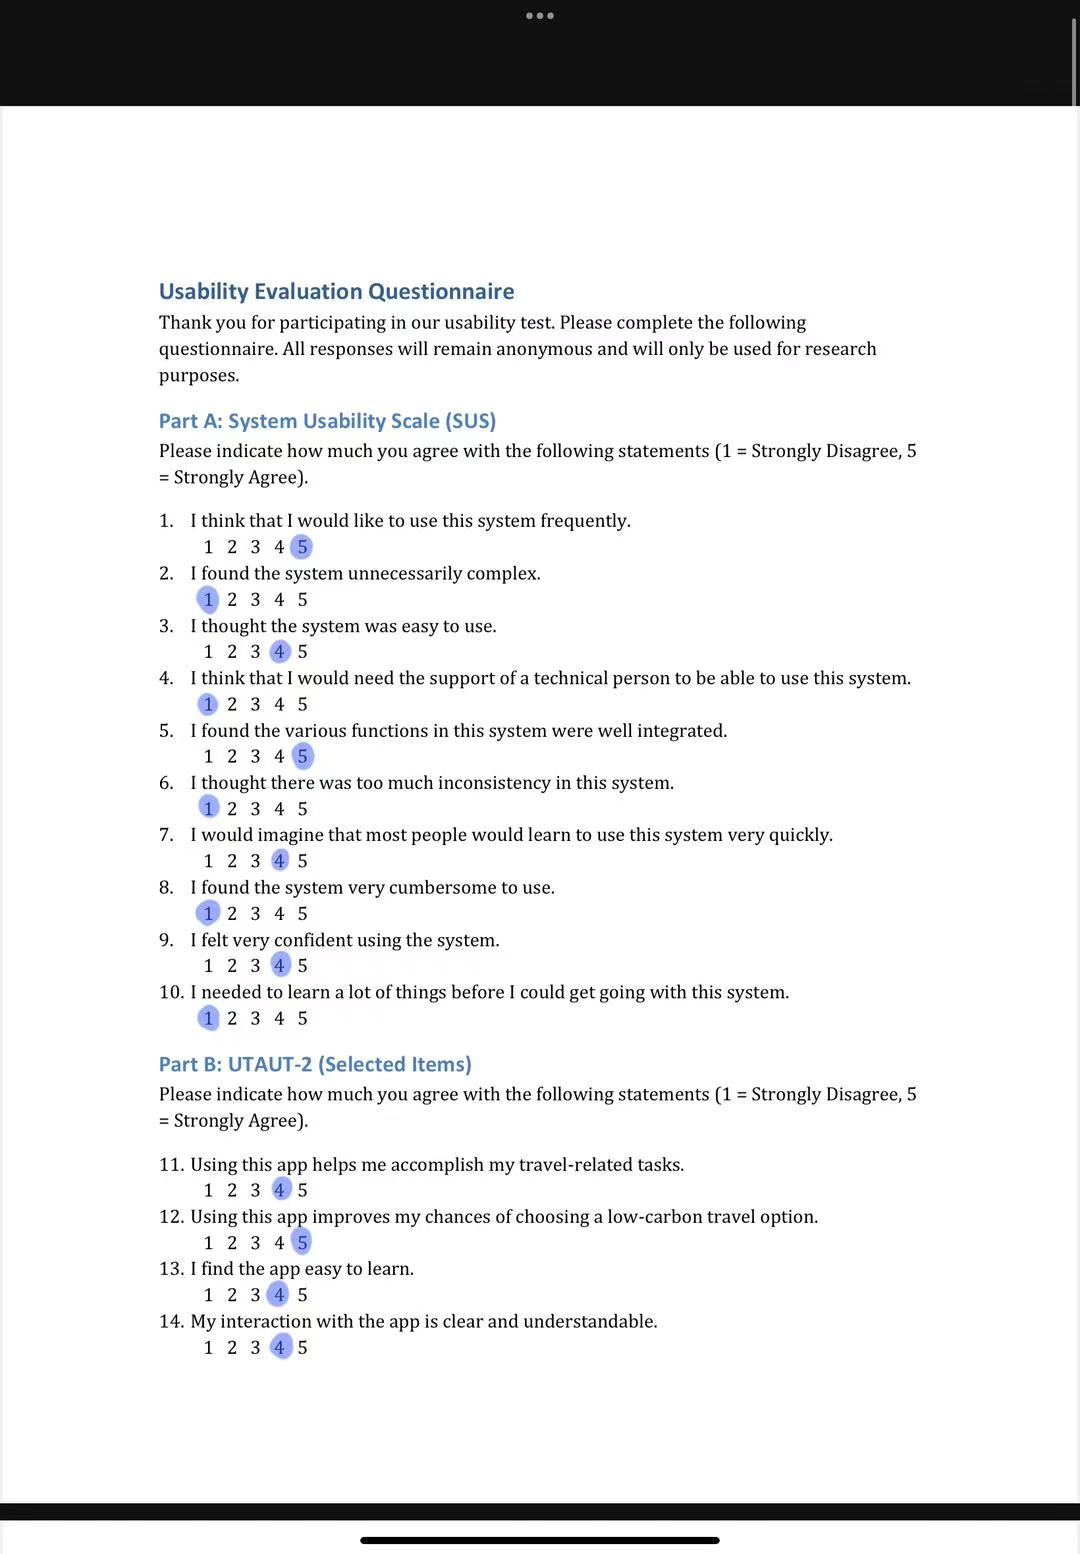 Usability Evaluation Questionnaire
Thank you for participating in our usability test. Please complete the following
questionnaire. All responses will remain anonymous and will only be used for research
purposes.
Part A: System Usability Scale (SUS)
Please indicate how much you agree with the following statements (1 = Strongly Disagree, 5
= Strongly Agree).
1. I think that I would like to use this system frequently.
1 2 3 4 5
2. I found the system unnecessarily complex.
1 2 3 4 5
3. I thought the system was easy to use.
1 2 3 4 5
4. I think that I would need the support of a technical person to be able to use this system.
1 2 3 4 5
5. I found the various functions in this system were well integrated.
1 2 3 4 5
6. I thought there was too much inconsistency in this system.
1 2 3 4 5
7. I would imagine that most people would learn to use this system very quickly.
1 2 3 4 5
8. I found the system very cumbersome to use.
1 2 3 4 5
9. I felt very confident using the system.
1 2 3 4 5
10. I needed to learn a lot of things before I could get going with this system.
1 2 3 4 5
Part B: UTAUT-2 (Selected Items)
Please indicate how much you agree with the following statements (1 = Strongly Disagree, 5
= Strongly Agree).
11. Using this app helps me accomplish my travel-related tasks.
1 2 3 4 5
12. Using this app improves my chances of choosing a low-carbon travel option.
1 2 3 4 5
13. I find the app easy to learn.
1 2 3 4 5
14. My interaction with the app is clear and understandable.
1 2 3 4 5